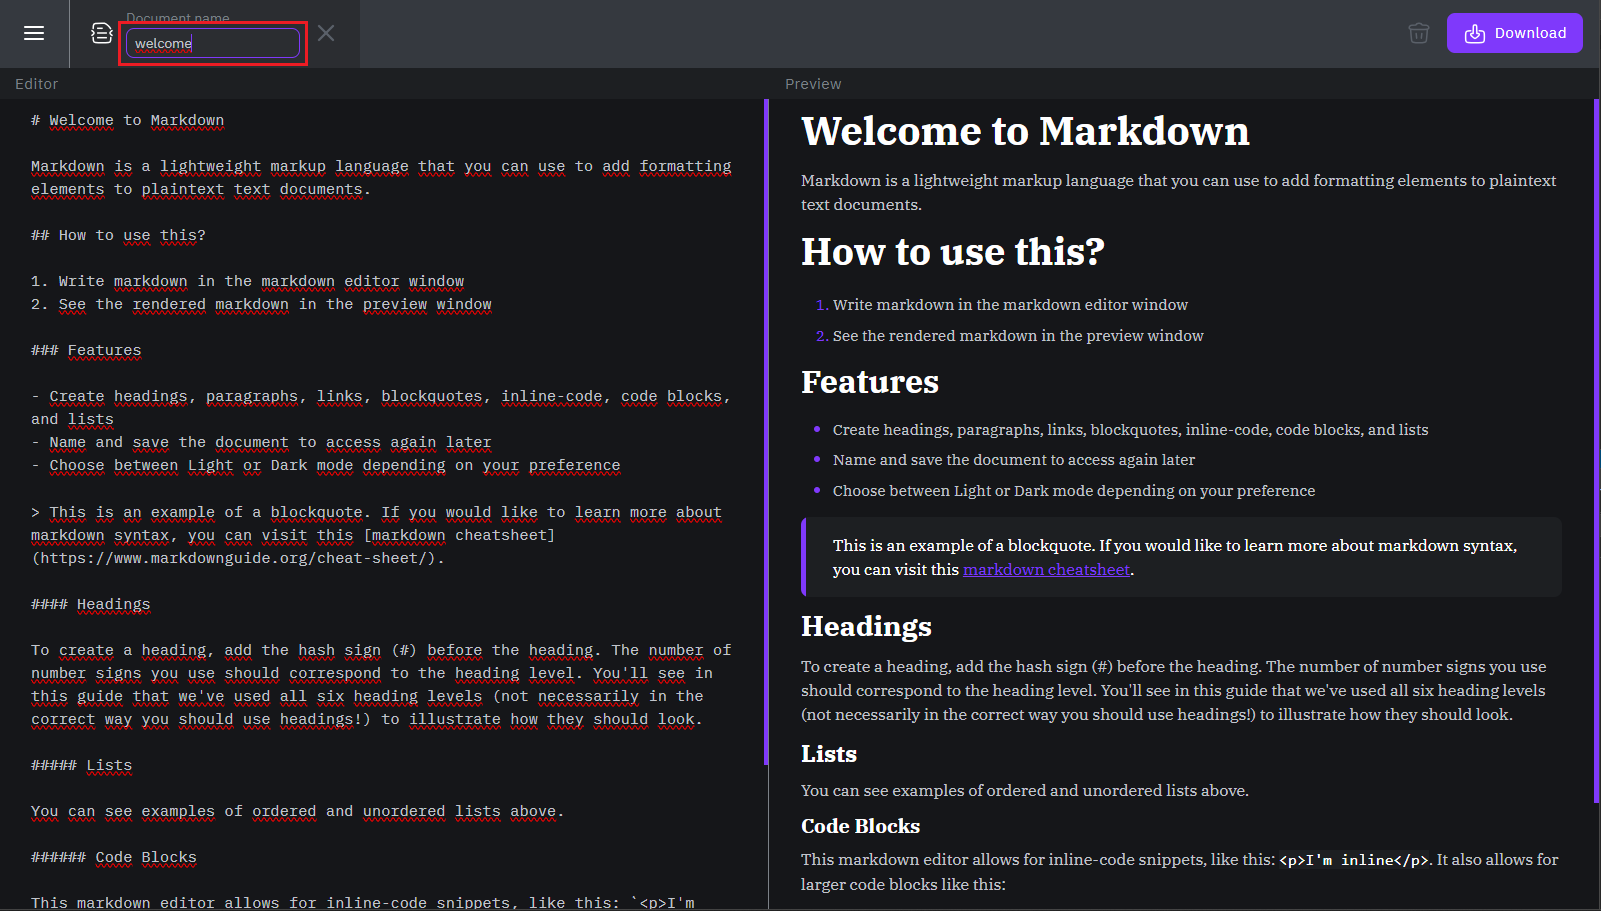 Document name
welcome
Download
Editor
Preview
# Welcome to Markdown
Markdown is a lightweight markup language that you can use to add formatting
elements to plaintext text documents.
## How to use this?
1. Write markdown in the markdown editor window
2. See the rendered markdown in the preview window
### Features
- Create headings, paragraphs, links, blockquotes, inline-code, code blocks,
and lists
- Name and save the document to access again later
- Choose between Light or Dark mode depending on your preference
> This is an example of a blockquote. If you would like to learn more about
markdown syntax, you can visit this [markdown cheatsheet]
(https://www.markdownguide.org/cheat-sheet/).
#### Headings
To create a heading, add the hash sign (#) before the heading. The number of
number signs you use should correspond to the heading level. You'll see in
this guide that we've used all six heading levels (not necessarily in the
correct way you should use headings!) to illustrate how they should look.
##### Lists
You can see examples of ordered and unordered lists above.
###### Code Blocks
This markdown editor allows for inline-code snippets, like this: `<p>I'm
Welcome to Markdown
Markdown is a lightweight markup language that you can use to add formatting elements to plaintext
text documents.
How to use this?
1. Write markdown in the markdown editor window
2. See the rendered markdown in the preview window
Features
• Create headings, paragraphs, links, blockquotes, inline-code, code blocks, and lists
• Name and save the document to access again later
• Choose between Light or Dark mode depending on your preference
This is an example of a blockquote. If you would like to learn more about markdown syntax,
you can visit this markdown cheatsheet.
Headings
To create a heading, add the hash sign (#) before the heading. The number of number signs you use
should correspond to the heading level. You'll see in this guide that we've used all six heading levels
(not necessarily in the correct way you should use headings!) to illustrate how they should look.
Lists
You can see examples of ordered and unordered lists above.
Code Blocks
This markdown editor allows for inline-code snippets, like this: <p>I'm inline</p>. It also allows for
larger code blocks like this: